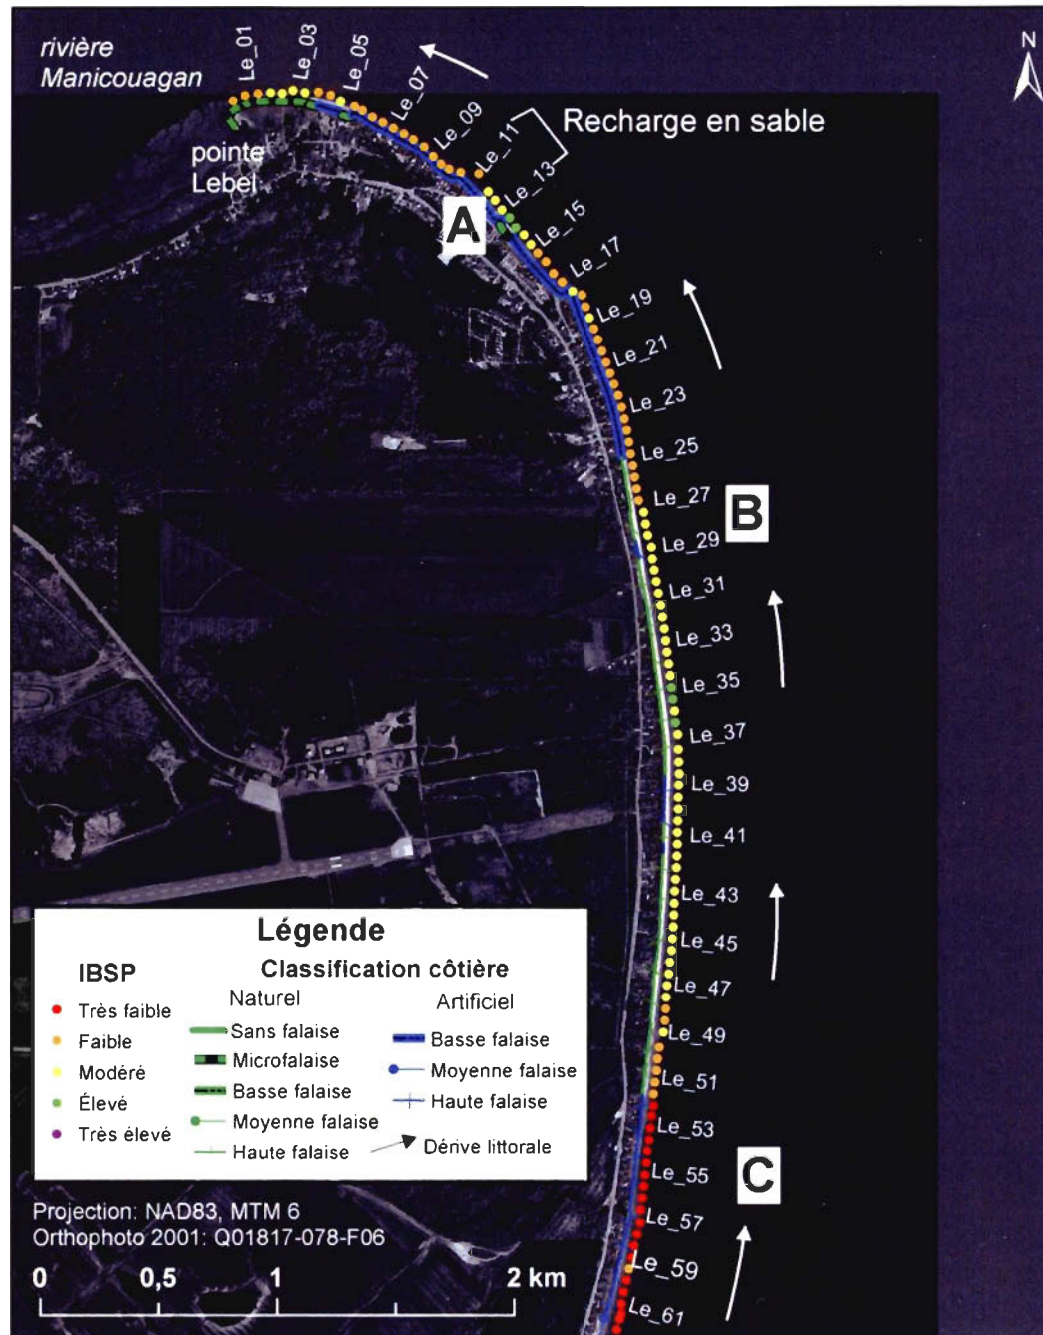 rivière
Manicouagan
Le_01
Le_03
Le_05
Le_07
Le_09
Le_11
Recharge en sable
Le_13
pointe
Lebel
A
Le_15
Le_17
Le_19
Le_21
Le_23
Le_25
Le_27
B
Le_29
Le_31
Le_33
Le_35
Le_37
Le_39
Le_41
Le_43
Le_45
Le_47
Le_49
Le_51
Le_53
Le_55
C
Le_57
Le_59
Le_61
N
Légende
IBSP
Très faible
Faible
Modéré
Élevé
Très élevé
Classification côtière
Naturel
Sans falaise
Microfalaise
Basse falaise
Moyenne falaise
Haute falaise
Artificiel
Basse falaise
Moyenne falaise
Haute falaise
Dérive littorale
Projection: NAD83, MTM 6
Orthophoto 2001: Q01817-078-F06
0 0,5 1 2 km